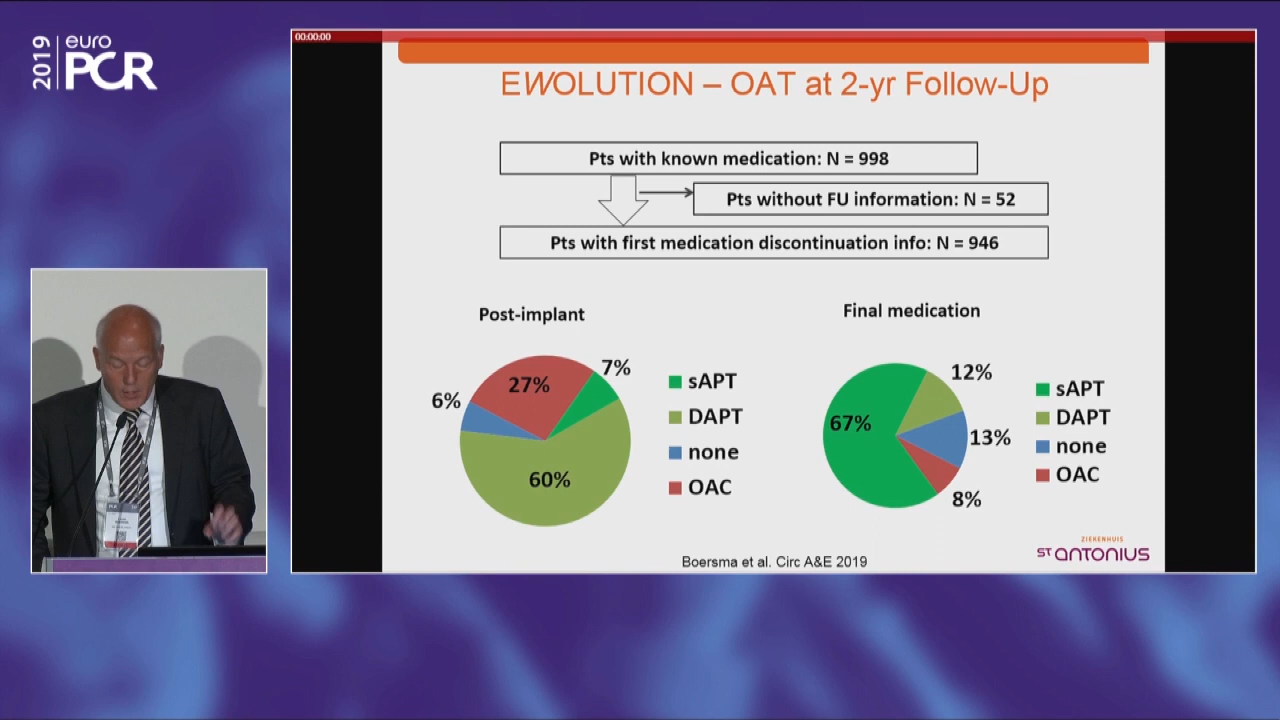 2019
euro
PCR
00:00:00
EWOLUTION – OAT at 2-yr Follow-Up
Pts with known medication: N = 998
Pts without FU information: N = 52
Pts with first medication discontinuation info: N = 946
Post-implant
7%
27%
6%
60%
sAPT
DAPT
none
OAC
Final medication
12%
67%
13%
8%
sAPT
DAPT
none
OAC
Boersma et al. Circ A&E 2019
ZIEKENHUIS
ST ANTONIUS